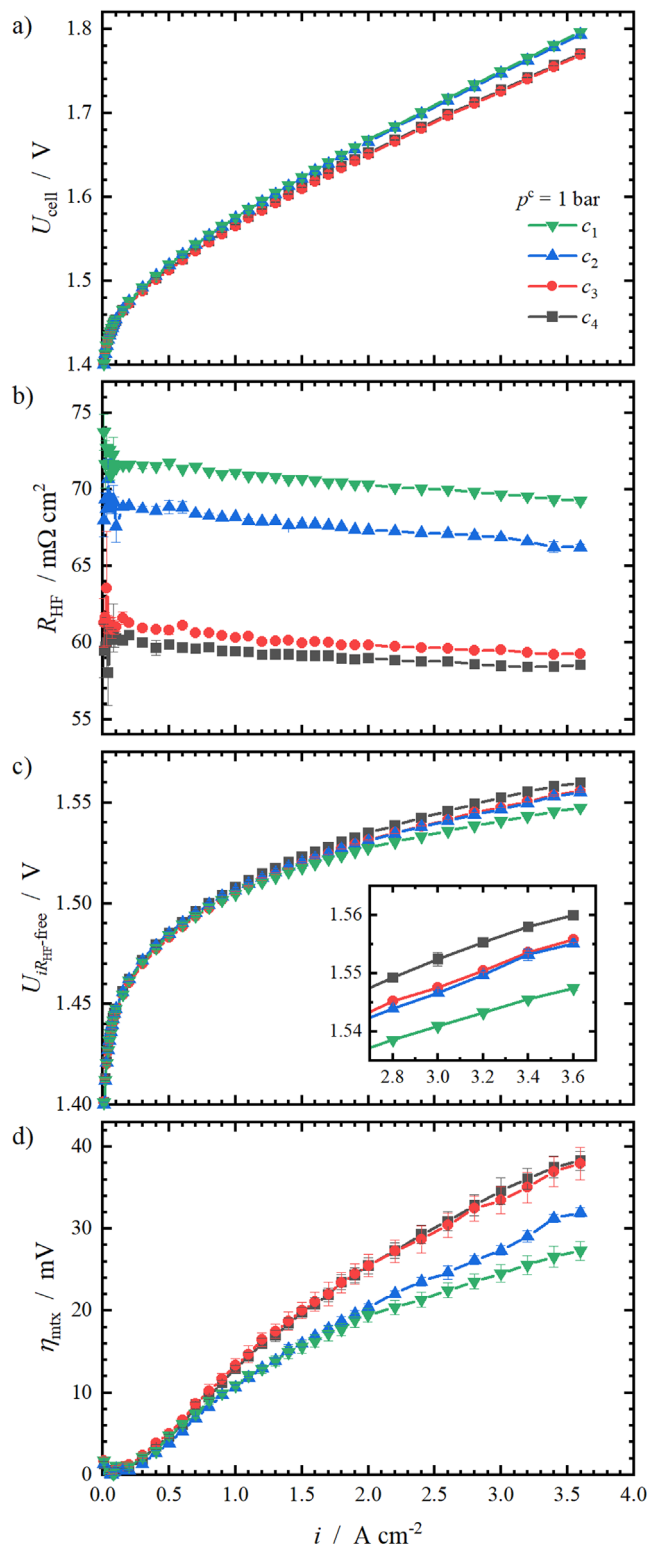 a)
1.8
1.7
1.6
1.5
1.4
U_cell / V
p^c = 1 bar
c_1
c_2
c_3
c_4
b)
75
70
65
60
55
R_HF / mΩ cm²
c)
1.55
1.50
1.45
1.40
U_iR_HF-free / V
1.56
1.55
1.54
2.8 3.0 3.2 3.4 3.6
d)
40
30
20
10
0
η_mtx / mV
0.0 0.5 1.0 1.5 2.0 2.5 3.0 3.5 4.0
i / A cm⁻²